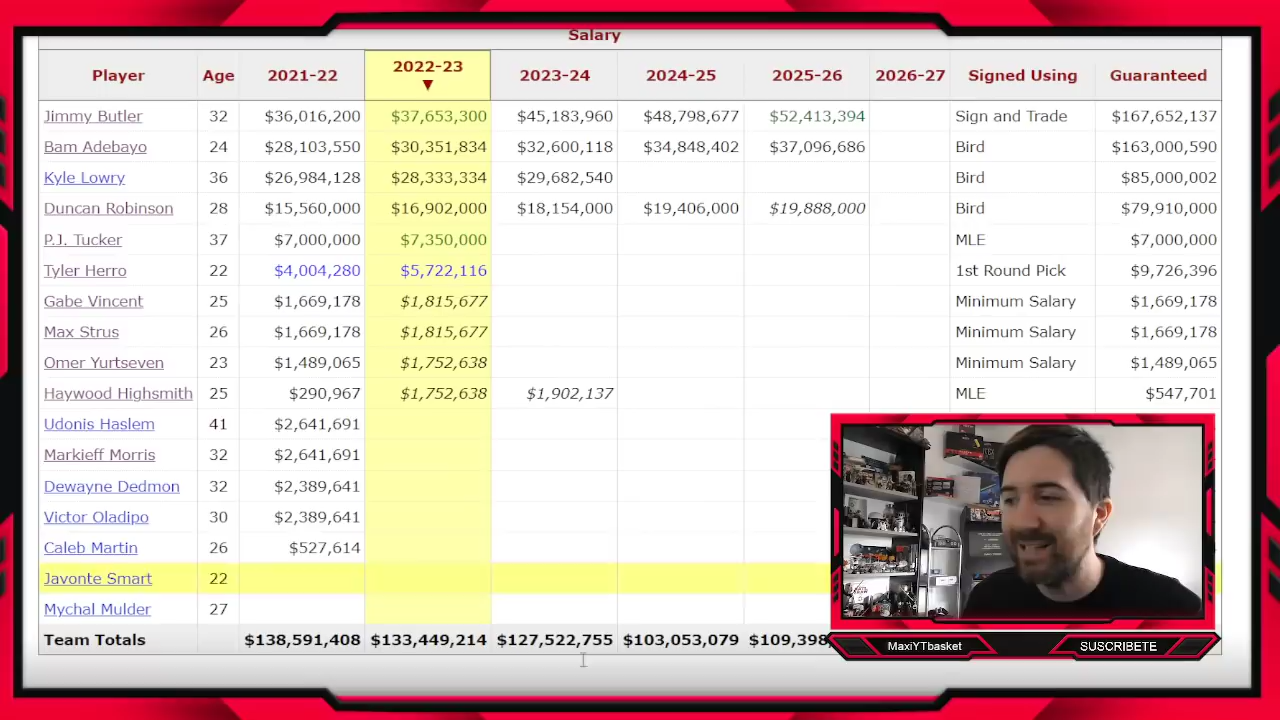 Salary
Player Age 2021-22 2022-23 ▼ 2023-24 2024-25 2025-26 2026-27 Signed Using Guaranteed
Jimmy Butler 32 $36,016,200 $37,653,300 $45,183,960 $48,798,677 $52,413,394 Sign and Trade $167,652,137
Bam Adebayo 24 $28,103,550 $30,351,834 $32,600,118 $34,848,402 $37,096,686 Bird $163,000,590
Kyle Lowry 36 $26,984,128 $28,333,334 $29,682,540 Bird $85,000,002
Duncan Robinson 28 $15,560,000 $16,902,000 $18,154,000 $19,406,000 $19,888,000 Bird $79,910,000
P.J. Tucker 37 $7,000,000 $7,350,000 MLE $7,000,000
Tyler Herro 22 $4,004,280 $5,722,116 1st Round Pick $9,726,396
Gabe Vincent 25 $1,669,178 $1,815,677 Minimum Salary $1,669,178
Max Strus 26 $1,669,178 $1,815,677 Minimum Salary $1,669,178
Omer Yurtseven 23 $1,489,065 $1,752,638 Minimum Salary $1,489,065
Haywood Highsmith 25 $290,967 $1,752,638 $1,902,137 MLE $547,701
Udonis Haslem 41 $2,641,691
Markieff Morris 32 $2,641,691
Dewayne Dedmon 32 $2,389,641
Victor Oladipo 30 $2,389,641
Caleb Martin 26 $527,614
Javonte Smart 22
Mychal Mulder 27
Team Totals $138,591,408 $133,449,214 $127,522,755 $103,053,079 $109,398,
MaxiYTbasket SUSCRIBETE